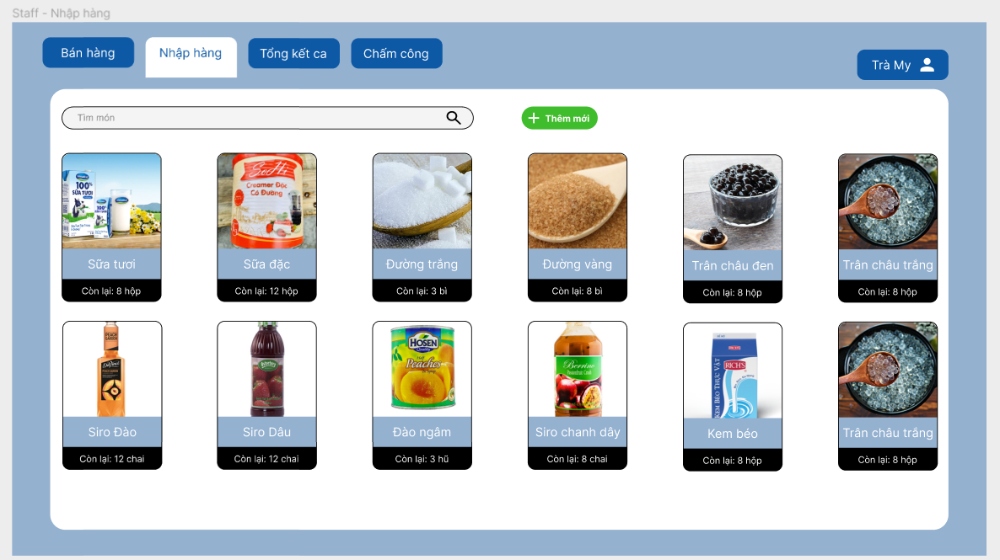 Staff - Nhập hàng
Bán hàng
Nhập hàng
Tổng kết ca
Chấm công
Trà My
Tìm món
Thêm mới
100%
SỮA TƯƠI
100%
SoHi
Creamer Đặc
Có Đường
Sữa tươi
Sữa đặc
Đường trắng
Đường vàng
Trân châu đen
Trân châu trắng
Còn lại: 8 hộp
Còn lại: 12 hộp
Còn lại: 3 bì
Còn lại: 8 bì
Còn lại: 8 hộp
Còn lại: 8 hộp
DaVinci
HOSEN
Peaches
Berrino
RICH'S
KEM BÉO THỰC VẬT
Siro Đào
Siro Dâu
Đào ngâm
Siro chanh dây
Kem béo
Trân châu trắng
Còn lại: 12 chai
Còn lại: 12 chai
Còn lại: 3 hũ
Còn lại: 8 chai
Còn lại: 8 hộp
Còn lại: 8 hộp